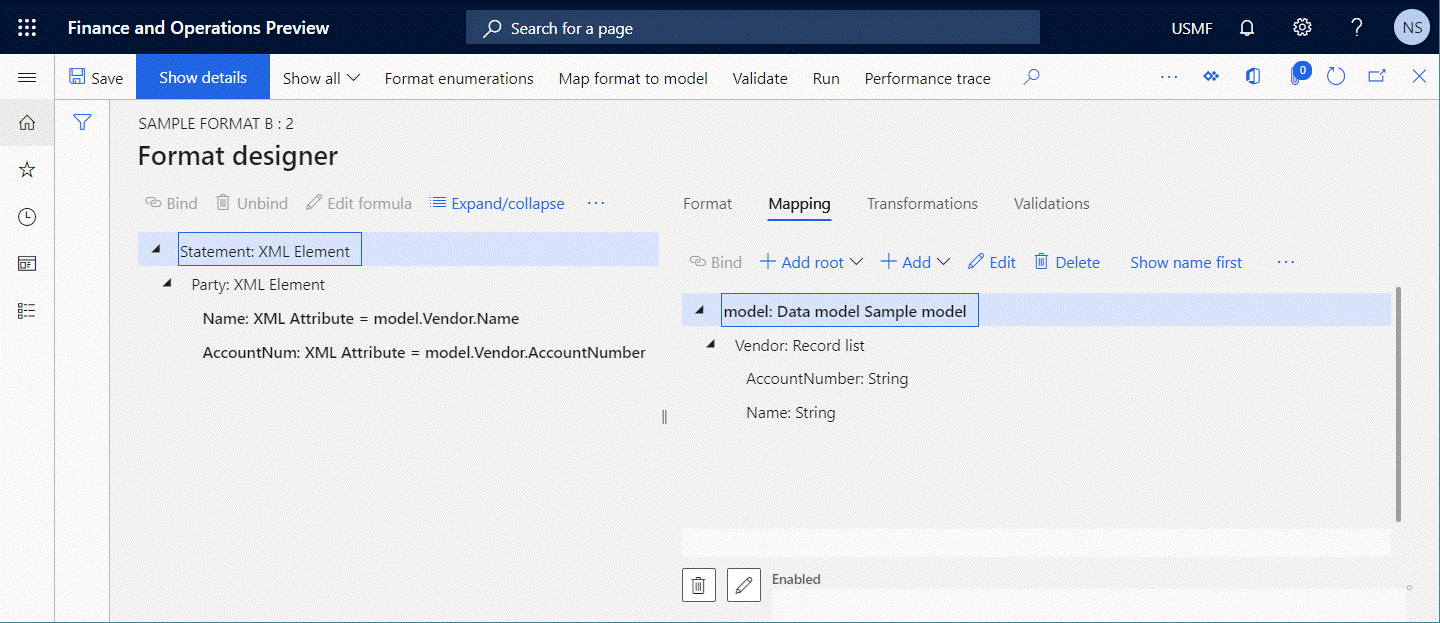 Finance and Operations Preview
Search for a page
USMF
?
NS
Save
Show details
Show all
Format enumerations
Map format to model
Validate
Run
Performance trace
...
0
SAMPLE FORMAT B : 2
Format designer
Bind
Unbind
Edit formula
Expand/collapse
...
Format
Mapping
Transformations
Validations
Bind
Add root
Add
Edit
Delete
Show name first
...
Statement: XML Element
Party: XML Element
Name: XML Attribute = model.Vendor.Name
AccountNum: XML Attribute = model.Vendor.AccountNumber
model: Data model Sample model
Vendor: Record list
AccountNumber: String
Name: String
Enabled